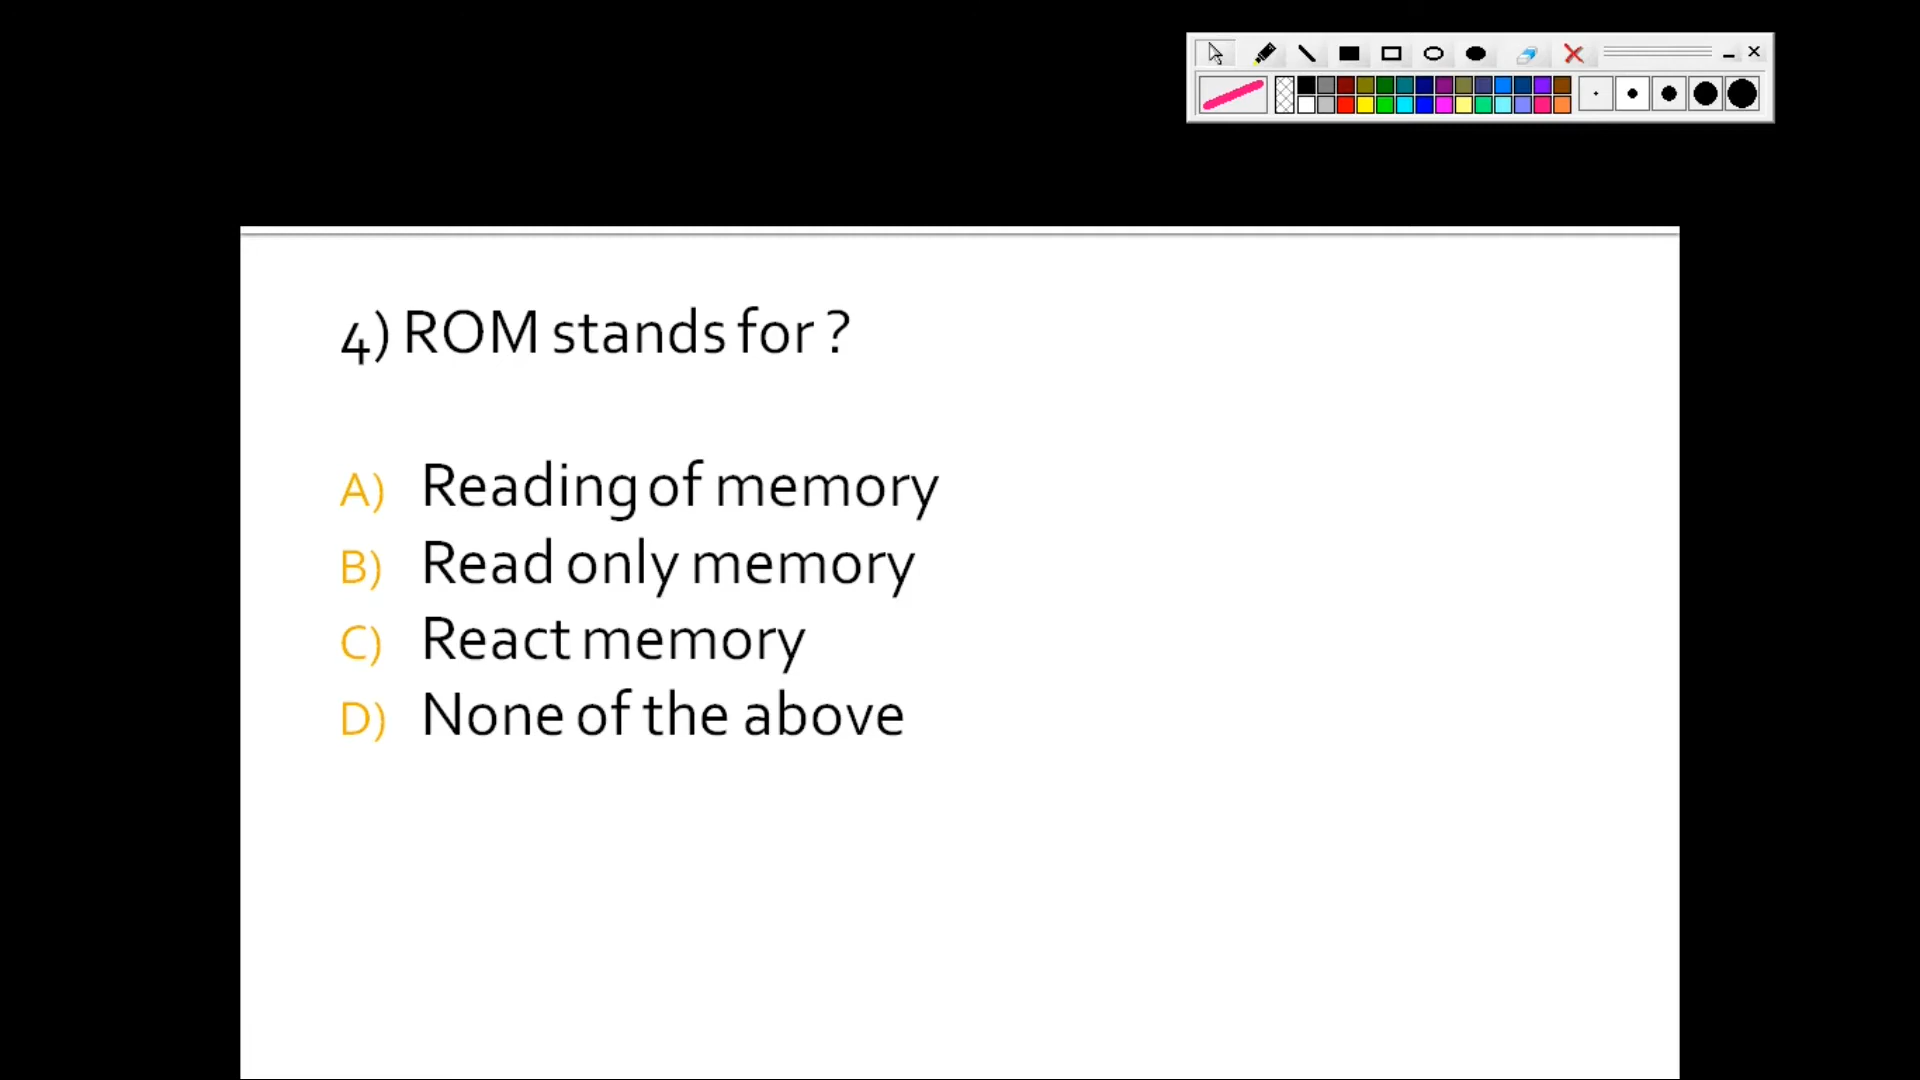 4) ROM stands for ?
A) Reading of memory
B) Read only memory
C) React memory
D) None of the above